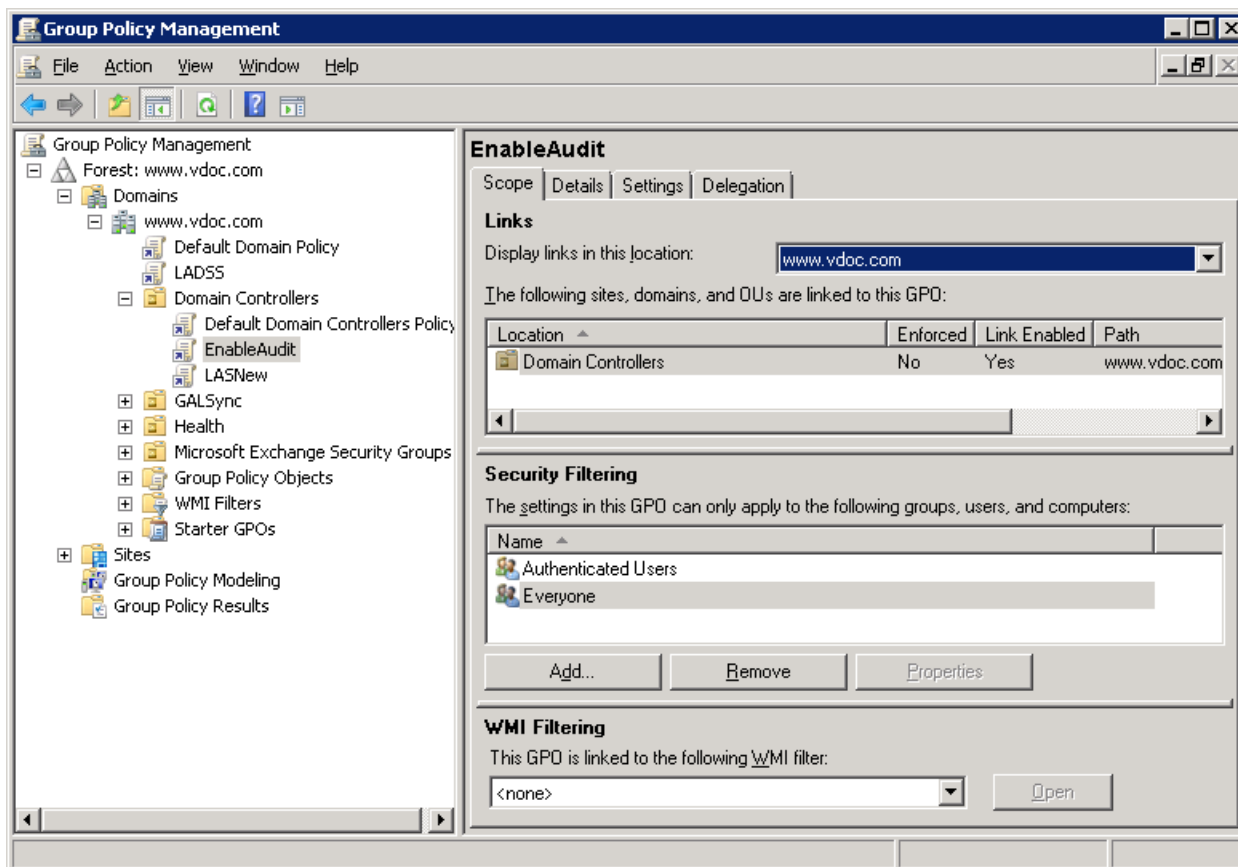 Group Policy Management
File Action View Window Help
Group Policy Management
Forest: www.vdoc.com
Domains
www.vdoc.com
Default Domain Policy
LADSS
Domain Controllers
Default Domain Controllers Policy
EnableAudit
LASNew
GALSync
Health
Microsoft Exchange Security Groups
Group Policy Objects
WMI Filters
Starter GPOs
Sites
Group Policy Modeling
Group Policy Results
EnableAudit
Scope Details Settings Delegation
Links
Display links in this location: www.vdoc.com
The following sites, domains, and OUs are linked to this GPO:
Location Enforced Link Enabled Path
Domain Controllers No Yes www.vdoc.com
Security Filtering
The settings in this GPO can only apply to the following groups, users, and computers:
Name
Authenticated Users
Everyone
Add... Remove Properties
WMI Filtering
This GPO is linked to the following WMI filter:
<none> Open